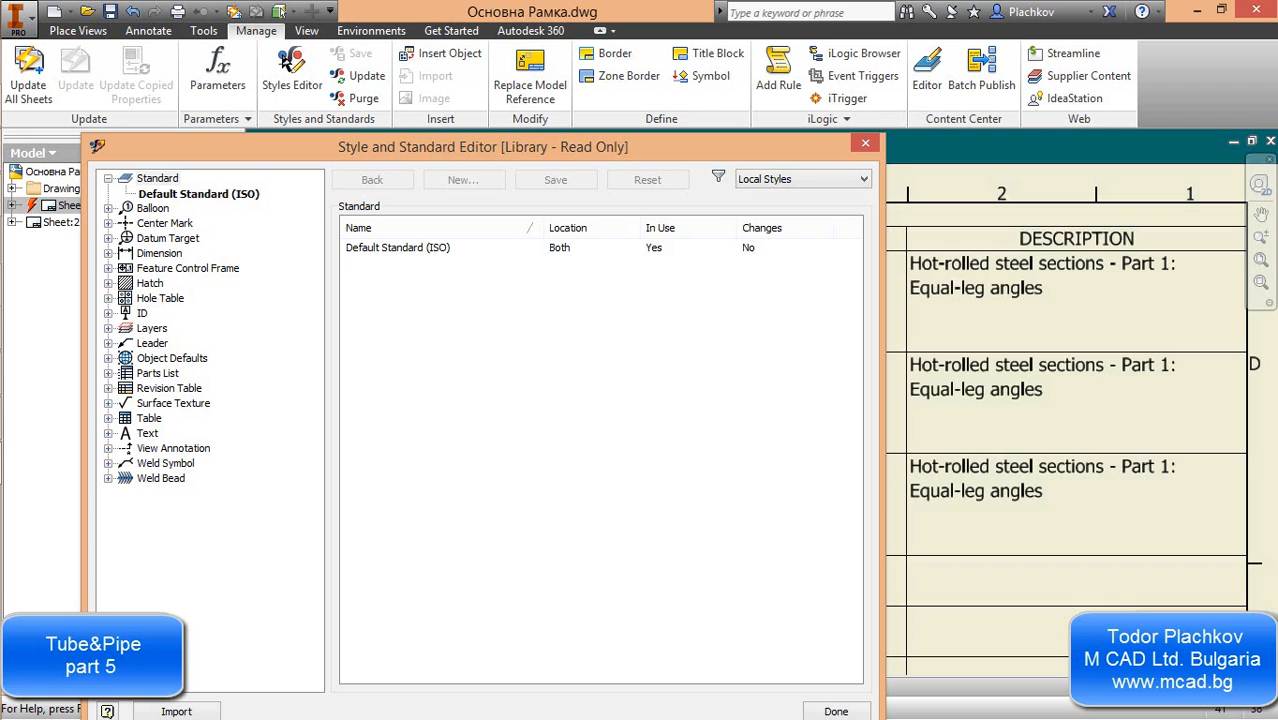 PRO
Основна Рамка.dwg
Type a keyword or phrase
Plachkov
Place Views
Annotate
Tools
Manage
View
Environments
Get Started
Autodesk 360
Update
All Sheets
Update
Update Copied
Properties
Update
fx
Parameters
Parameters
Styles Editor
Save
Update
Purge
Styles and Standards
Insert Object
Import
Image
Insert
Replace Model
Reference
Modify
Border
Title Block
Zone Border
Symbol
Define
Add Rule
iLogic Browser
Event Triggers
iTrigger
iLogic
Editor
Batch Publish
Content Center
Streamline
Supplier Content
IdeaStation
Web
Model
Основна Ра
Drawing
Shee
Sheet:2
Style and Standard Editor [Library - Read Only]
Standard
Default Standard (ISO)
Balloon
Center Mark
Datum Target
Dimension
Feature Control Frame
Hatch
Hole Table
ID
Layers
Leader
Object Defaults
Parts List
Revision Table
Surface Texture
Table
Text
View Annotation
Weld Symbol
Weld Bead
Back
New...
Save
Reset
Local Styles
Standard
Name
Location
In Use
Changes
Default Standard (ISO)
Both
Yes
No
Import
Done
2
1
DESCRIPTION
Hot-rolled steel sections - Part 1:
Equal-leg angles
Hot-rolled steel sections - Part 1:
Equal-leg angles
D
Hot-rolled steel sections - Part 1:
Equal-leg angles
Tube&Pipe
part 5
Todor Plachkov
M CAD Ltd. Bulgaria
www.mcad.bg
For help, press F